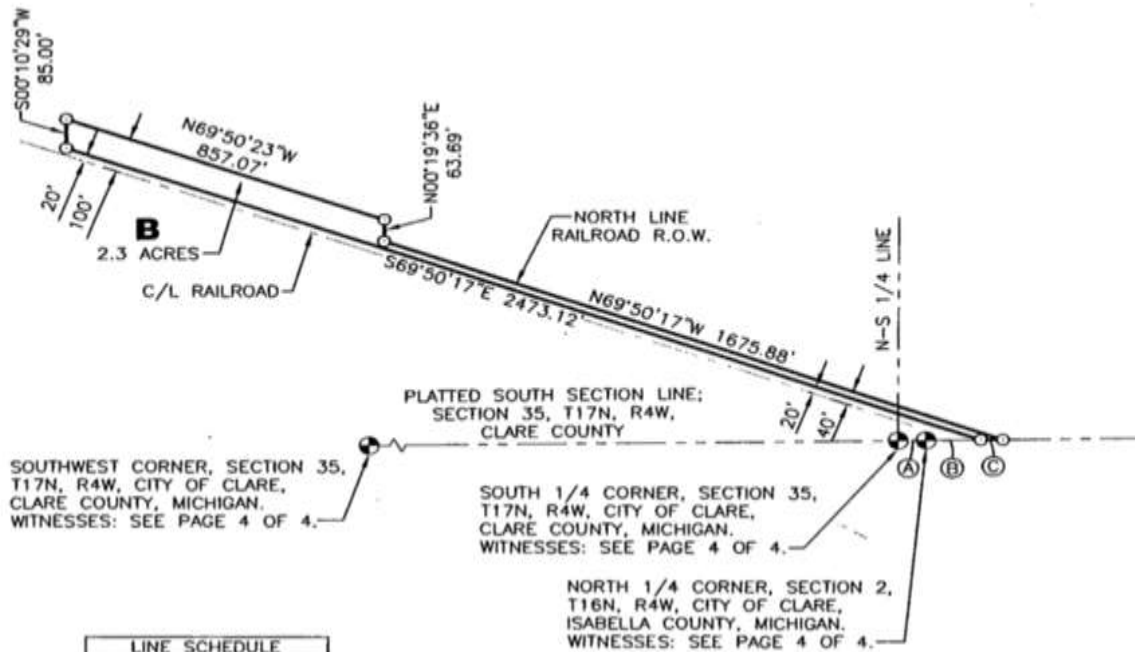 S00°10'29"W
85.00'
N69°50'23"W
857.07'
N00°19'36"E
63.69'
20'
100'
B
2.3 ACRES
C/L RAILROAD
NORTH LINE
RAILROAD R.O.W.
S69°50'17"E 2473.12'
N69°50'17"W 1675.88'
N-S 1/4 LINE
20'
40'
PLATTED SOUTH SECTION LINE;
SECTION 35, T17N, R4W,
CLARE COUNTY
A
B
C
SOUTHWEST CORNER, SECTION 35,
T17N, R4W, CITY OF CLARE,
CLARE COUNTY, MICHIGAN.
WITNESSES: SEE PAGE 4 OF 4.
SOUTH 1/4 CORNER, SECTION 35,
T17N, R4W, CITY OF CLARE,
CLARE COUNTY, MICHIGAN.
WITNESSES: SEE PAGE 4 OF 4.
NORTH 1/4 CORNER, SECTION 2,
T16N, R4W, CITY OF CLARE,
ISABELLA COUNTY, MICHIGAN.
WITNESSES: SEE PAGE 4 OF 4.
LINE SCHEDULE